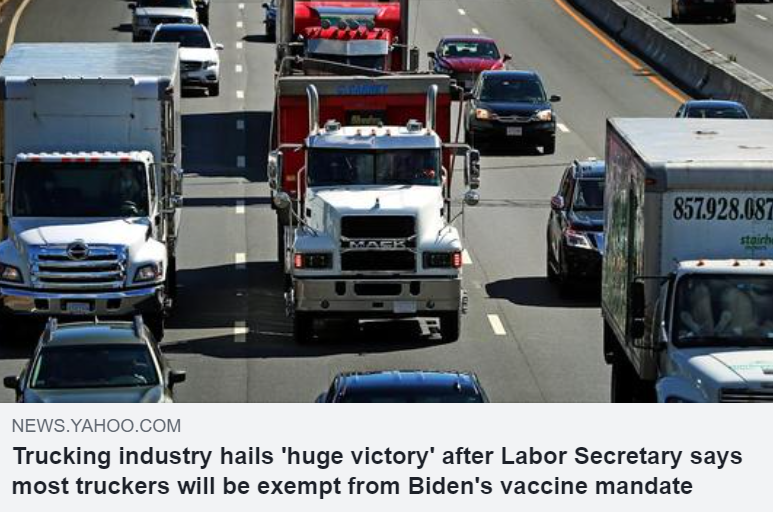 MACK
857.928.087
NEWS.YAHOO.COM
Trucking industry hails 'huge victory' after Labor Secretary says
most truckers will be exempt from Biden's vaccine mandate